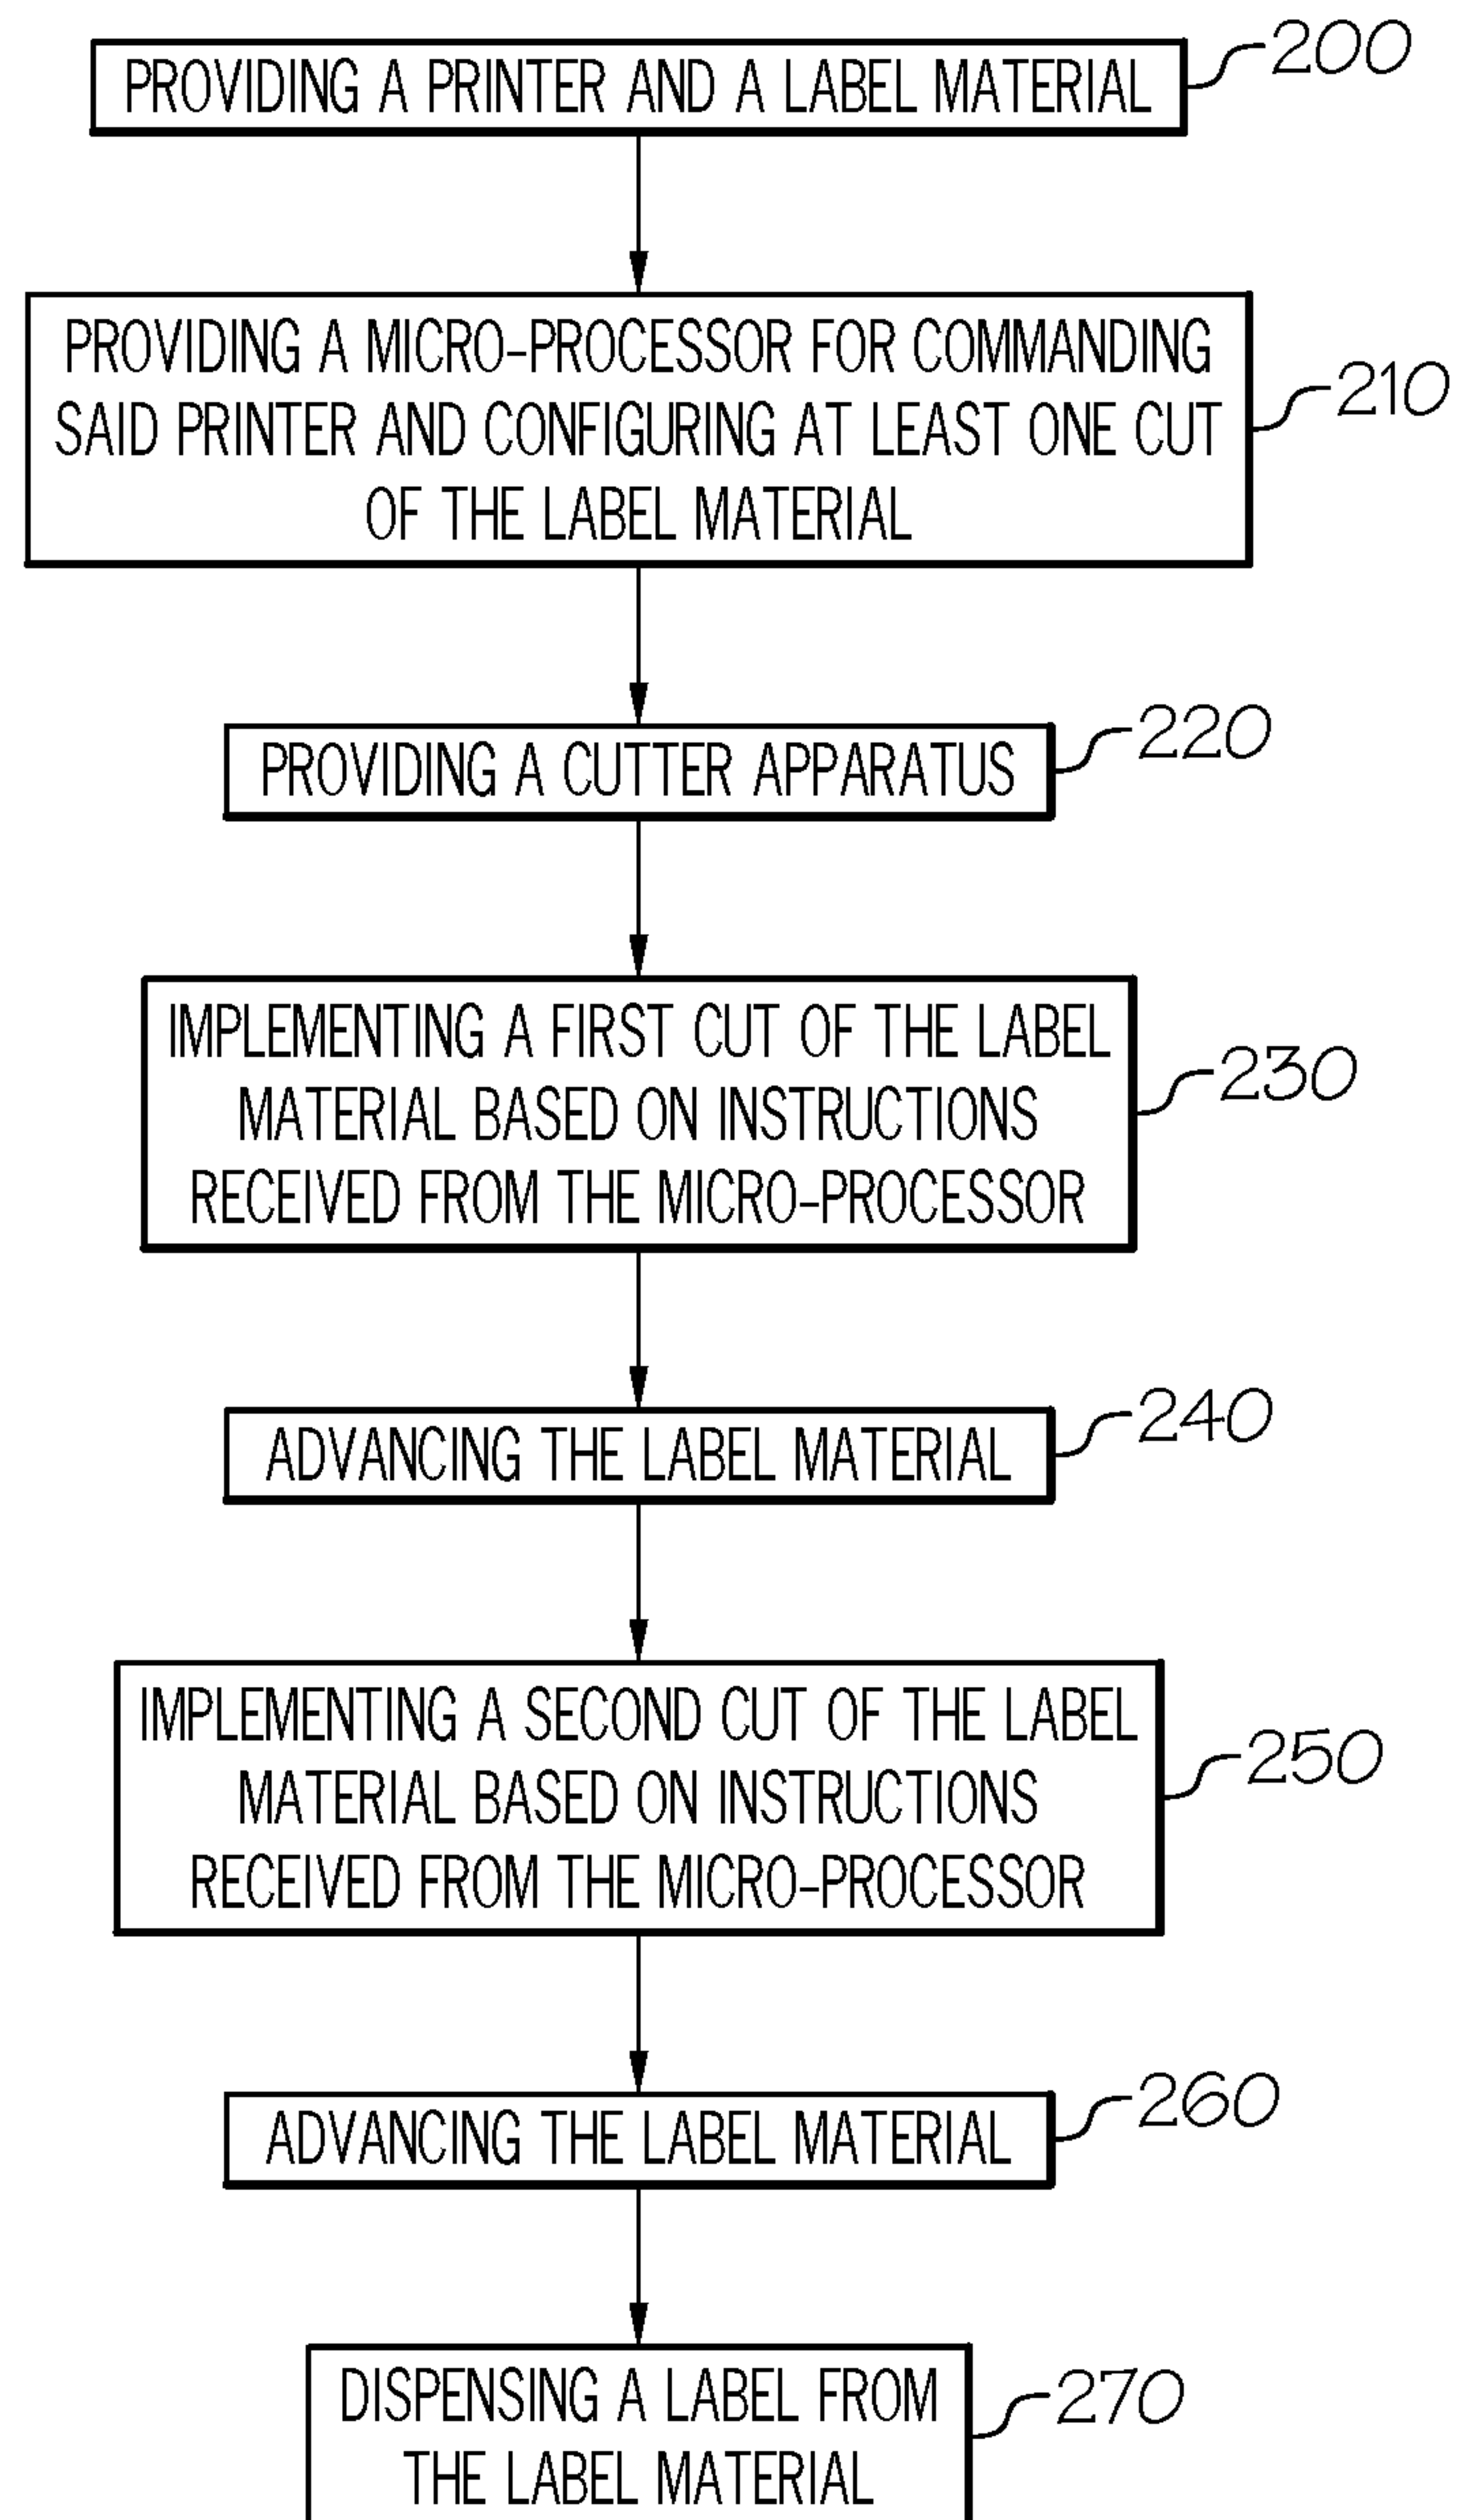 PROVIDING A PRINTER AND A LABEL MATERIAL
200
PROVIDING A MICRO-PROCESSOR FOR COMMANDING
SAID PRINTER AND CONFIGURING AT LEAST ONE CUT
OF THE LABEL MATERIAL
210
PROVIDING A CUTTER APPARATUS
220
IMPLEMENTING A FIRST CUT OF THE LABEL
MATERIAL BASED ON INSTRUCTIONS
RECEIVED FROM THE MICRO-PROCESSOR
230
ADVANCING THE LABEL MATERIAL
240
IMPLEMENTING A SECOND CUT OF THE LABEL
MATERIAL BASED ON INSTRUCTIONS
RECEIVED FROM THE MICRO-PROCESSOR
250
ADVANCING THE LABEL MATERIAL
260
DISPENSING A LABEL FROM
THE LABEL MATERIAL
270